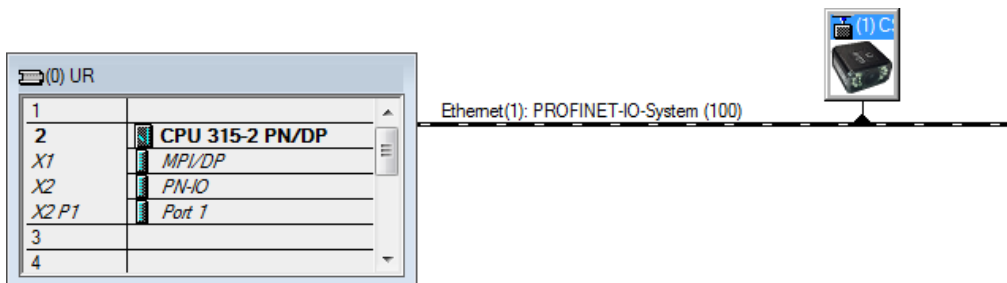 (0) UR
1
2 CPU 315-2 PN/DP
X1 MPI/DP
X2 PN-IO
X2 P1 Port 1
3
4
Ethernet(1): PROFINET-IO-System (100)
(1) CS